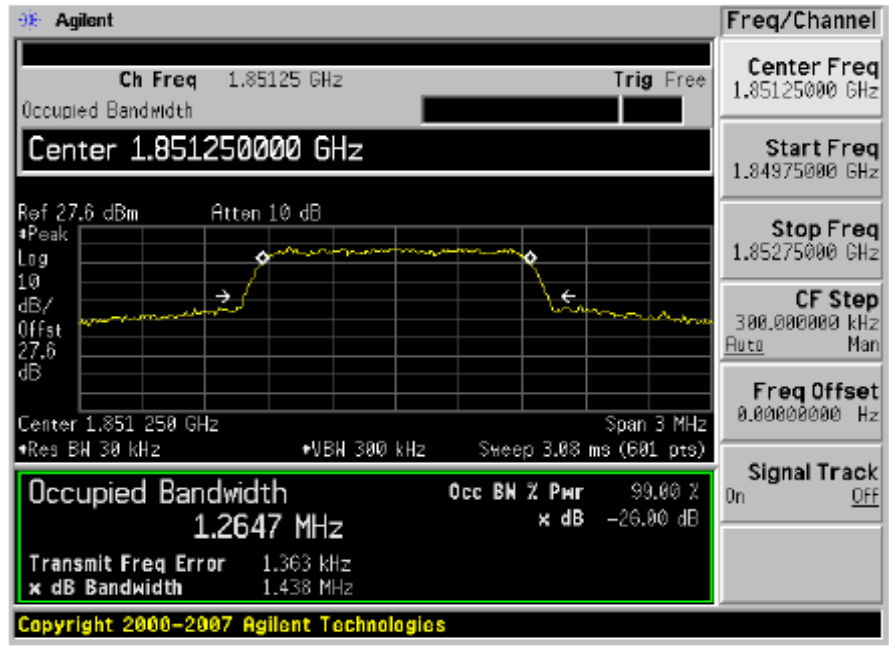 Agilent
Freq/Channel
Ch Freq 1.85125 GHz Trig Free
Occupied Bandwidth
Center 1.851250000 GHz
Ref 27.6 dBm Atten 10 dB
#Peak
Log
10
dB/
Offst
27.6
dB
Center 1.851 250 GHz Span 3 MHz
#Res BW 30 kHz #VBW 300 kHz Sweep 3.08 ms (601 pts)
Occupied Bandwidth Occ BW % Pwr 99.00 %
1.2647 MHz x dB -26.00 dB
Transmit Freq Error 1.363 kHz
x dB Bandwidth 1.438 MHz
Copyright 2000-2007 Agilent Technologies
Center Freq
1.85125000 GHz
Start Freq
1.84975000 GHz
Stop Freq
1.85275000 GHz
CF Step
300.000000 kHz
Auto Man
Freq Offset
0.00000000 Hz
Signal Track
On Off